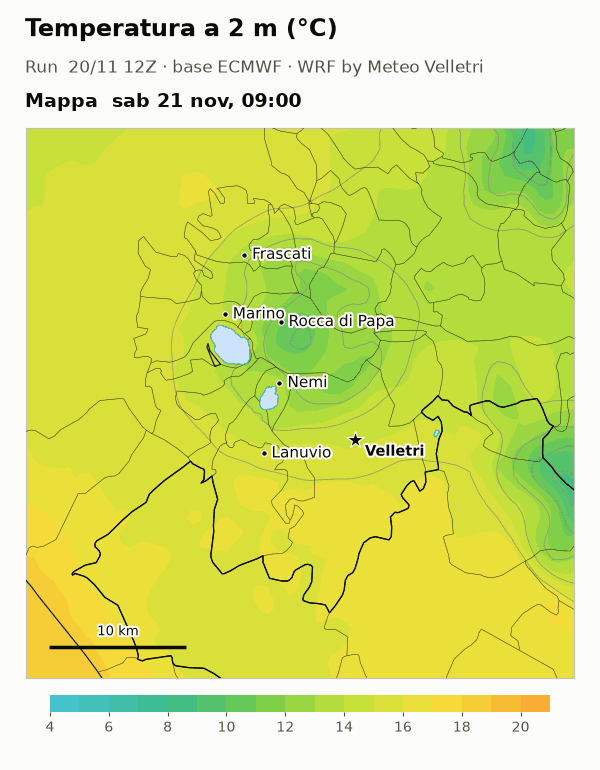 Temperatura a 2 m (°C)
Run  20/11 12Z · base ECMWF · WRF by Meteo Velletri
Mappa  sab 21 nov, 09:00
Frascati
Marino
Rocca di Papa
Nemi
Velletri
Lanuvio
10 km
4 6 8 10 12 14 16 18 20